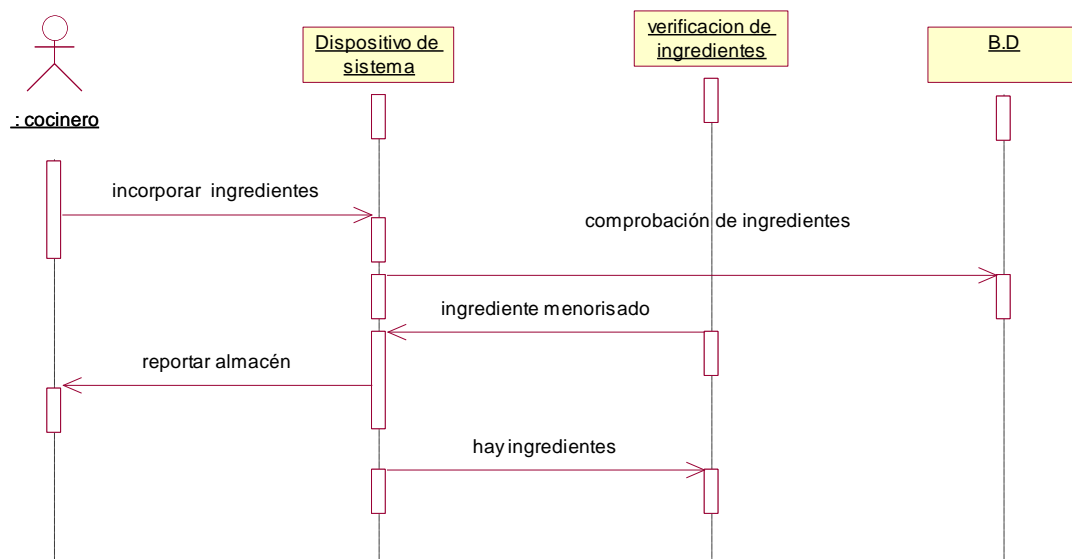 : cocinero
Dispositivo de
sistema
verificacion de
ingredientes
B.D
incorporar ingredientes
comprobación de ingredientes
ingrediente menorisado
reportar almacén
hay ingredientes